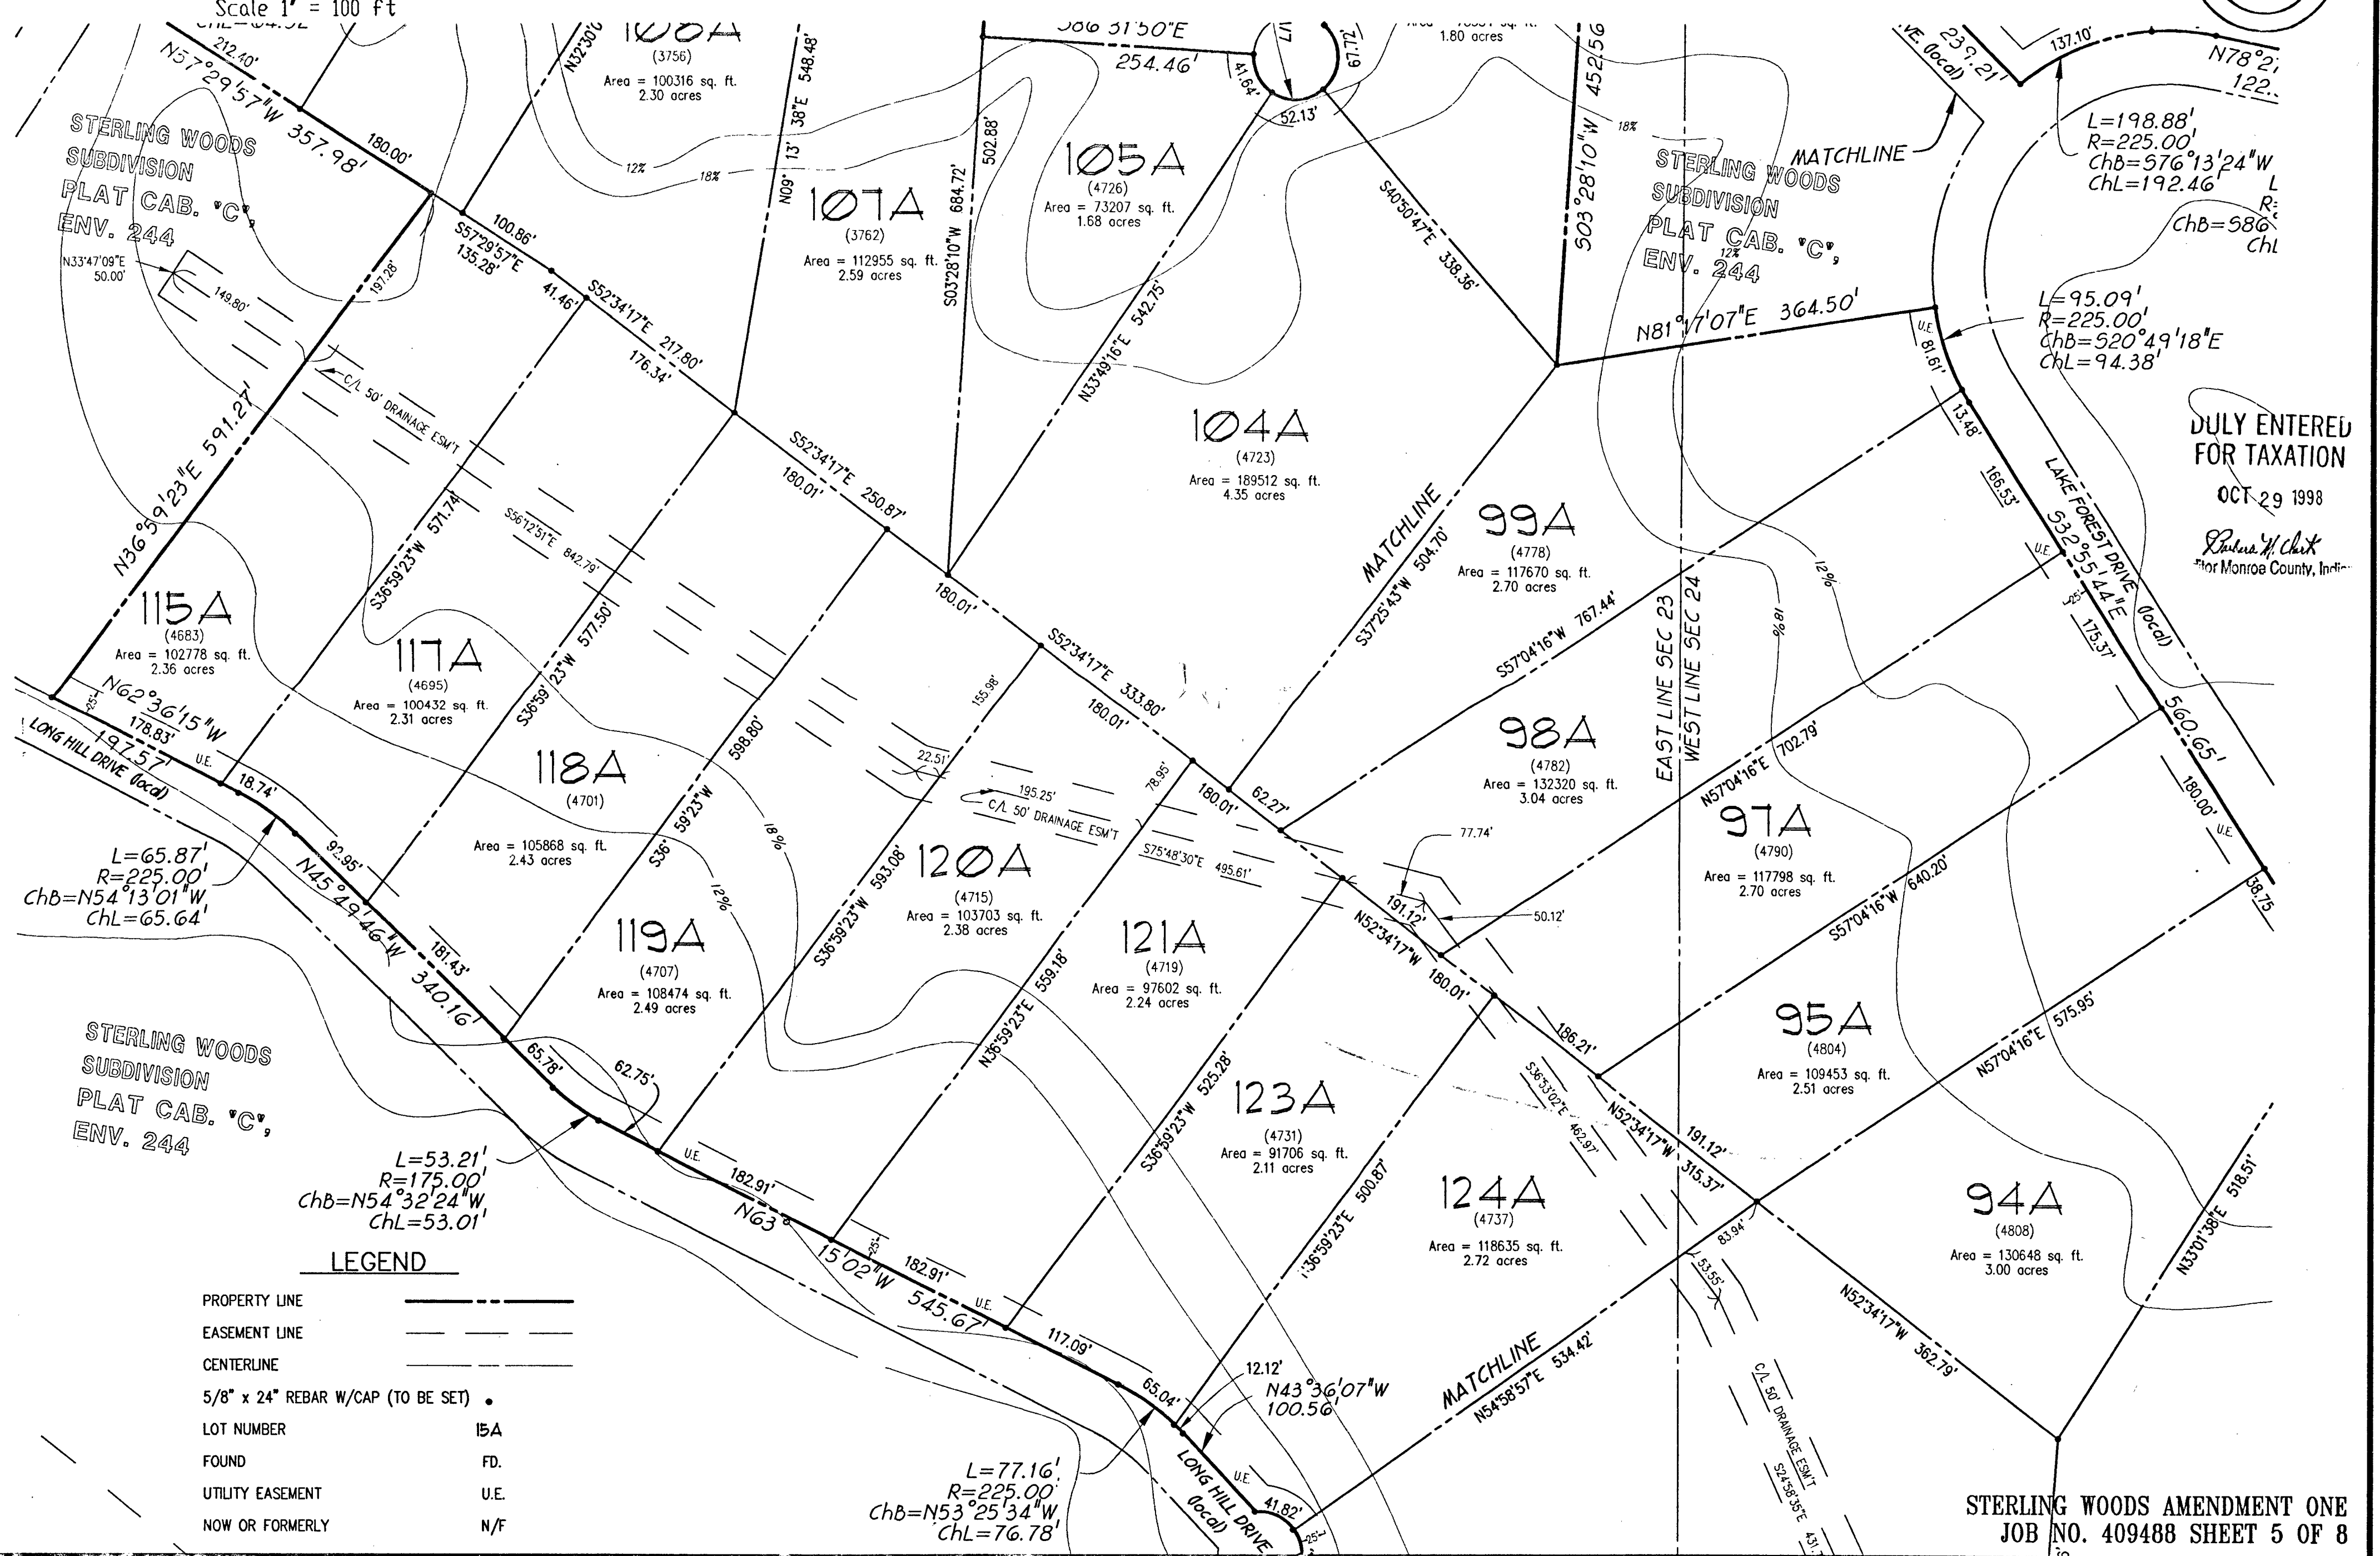 Scale 1" = 100 ft
212.40'
N57°29'57"W 357.98'
180.00'
STERLING WOODS
SUBDIVISION
PLAT CAB. "C",
ENV. 244
N33°47'09"E
50.00'
149.80'
197.28'
N36°59'23"E 591.27'
C/L 50' DRAINAGE ESM'T
(3756)
Area = 100316 sq. ft.
2.30 acres
100.86'
S57°29'57"E
135.28'
41.46'
S52°34'17"E 217.80'
176.34'
12%
18%
N09° 13' 38"E 548.48'
107A
(3762)
Area = 112955 sq. ft.
2.59 acres
S03°28'10"W 684.72'
502.88'
S86°31'50"E
254.46'
41.64'
52.13'
67.72'
105A
(4726)
Area = 73207 sq. ft.
1.68 acres
N33°49'16"E 542.75'
S40°50'47"E 338.36'
1.80 acres
S03°28'10"W 452.56
18%
STERLING WOODS
SUBDIVISION
PLAT CAB. "C",
12%
ENV. 244
MATCHLINE
VE. (local)
239.21'
137.10'
122.
L=198.88'
R=225.00'
ChB=S76°13'24"W
ChL=192.46'
ChB=S86
ChL
N81°17'07"E 364.50'
U.E.
81.61'
L=95.09'
R=225.00'
ChB=S20°49'18"E
ChL=94.38'
13.48'
166.53'
LAKE FOREST DRIVE (local)
S32°55'44"E
560.65'
U.E.
25'
175.37'
180.00'
U.E.
38.75
DULY ENTERED
FOR TAXATION
OCT 29 1998
Barbara M. Clark
Monroe County,
104A
(4723)
Area = 189512 sq. ft.
4.35 acres
S52°34'17"E 250.87'
180.01'
180.01'
MATCHLINE
S37°25'43"W 504.70'
99A
(4778)
Area = 117670 sq. ft.
2.70 acres
S57°04'16"W 767.44'
EAST LINE SEC 23
WEST LINE SEC 24
18%
12%
98A
(4782)
Area = 132320 sq. ft.
3.04 acres
N57°04'16"E 702.79'
97A
(4790)
Area = 117798 sq. ft.
2.70 acres
S57°04'16"W 640.20'
95A
(4804)
Area = 109453 sq. ft.
2.51 acres
N57°04'16"E 575.95'
94A
(4808)
Area = 130648 sq. ft.
3.00 acres
N33°01'38"E 518.51'
N52°34'17"W 362.79'
115A
(4683)
Area = 102778 sq. ft.
2.36 acres
25'
N62°36'15"W
178.83'
197.57'
U.E.
LONG HILL DRIVE (local)
18.74'
L=65.87'
R=225.00'
ChB=N54°13'01"W
ChL=65.64'
S36°59'23"W 571.74'
S56°12'51"E 842.79'
117A
(4695)
Area = 100432 sq. ft.
2.31 acres
92.95'
N45°49'46"W 340.16'
S36°59' 23"W 577.50'
118A
(4701)
Area = 105868 sq. ft.
2.43 acres
181.43'
S36° 59'23"W 598.80'
18%
12%
119A
(4707)
Area = 108474 sq. ft.
2.49 acres
65.78'
62.75'
L=53.21'
R=175.00'
ChB=N54°32'24"W
ChL=53.01'
S36°59'23"W 593.08'
155.98'
22.51'
195.25'
C/L 50' DRAINAGE ESM'T
S75°48'30"E 495.61'
S52°34'17"E 333.80'
180.01'
78.95'
180.01'
62.27'
120A
(4715)
Area = 103703 sq. ft.
2.38 acres
U.E.
182.91'
N63° 15'02"W 545.67'
N36°59'23"E 559.18'
121A
(4719)
Area = 97602 sq. ft.
2.24 acres
25'
182.91'
U.E.
S36°59'23"W 525.28'
77.74'
191.12'
50.12'
N52°34'17"W
180.01'
123A
(4731)
Area = 91706 sq. ft.
2.11 acres
117.09'
65.04'
N36°59'23"E 500.87'
12.12'
N43°36'07"W
100.56'
L=77.16'
R=225.00'
ChB=N53°25'34"W
ChL=76.78'
186.21'
S36°53'02"E 462.97'
N52°34'17"W 315.37'
191.12'
124A
(4737)
Area = 118635 sq. ft.
2.72 acres
83.94'
53.55'
MATCHLINE
N54°58'57"E 534.42'
LONG HILL DRIVE
(local)
U.E.
41.82'
25'
C/L 50' DRAINAGE ESM'T
S24°58'35"E 431.
STERLING WOODS
SUBDIVISION
PLAT CAB. "C",
ENV. 244
LEGEND
PROPERTY LINE
EASEMENT LINE
CENTERLINE
5/8" x 24" REBAR W/CAP (TO BE SET)
LOT NUMBER 15A
FOUND FD.
UTILITY EASEMENT U.E.
NOW OR FORMERLY N/F
STERLING WOODS AMENDMENT ONE
JOB NO. 409488 SHEET 5 OF 8